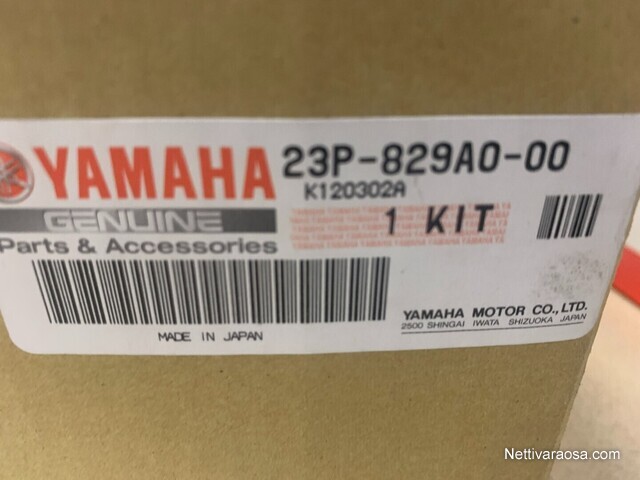 YAMAHA
GENUINE
Parts & Accessories
23P-829A0-00
K120302A
1 KIT
MADE IN JAPAN
YAMAHA MOTOR CO., LTD.
2500 SHINGAI IWATA SHIZUOKA JAPAN
Nettivaraosa.com